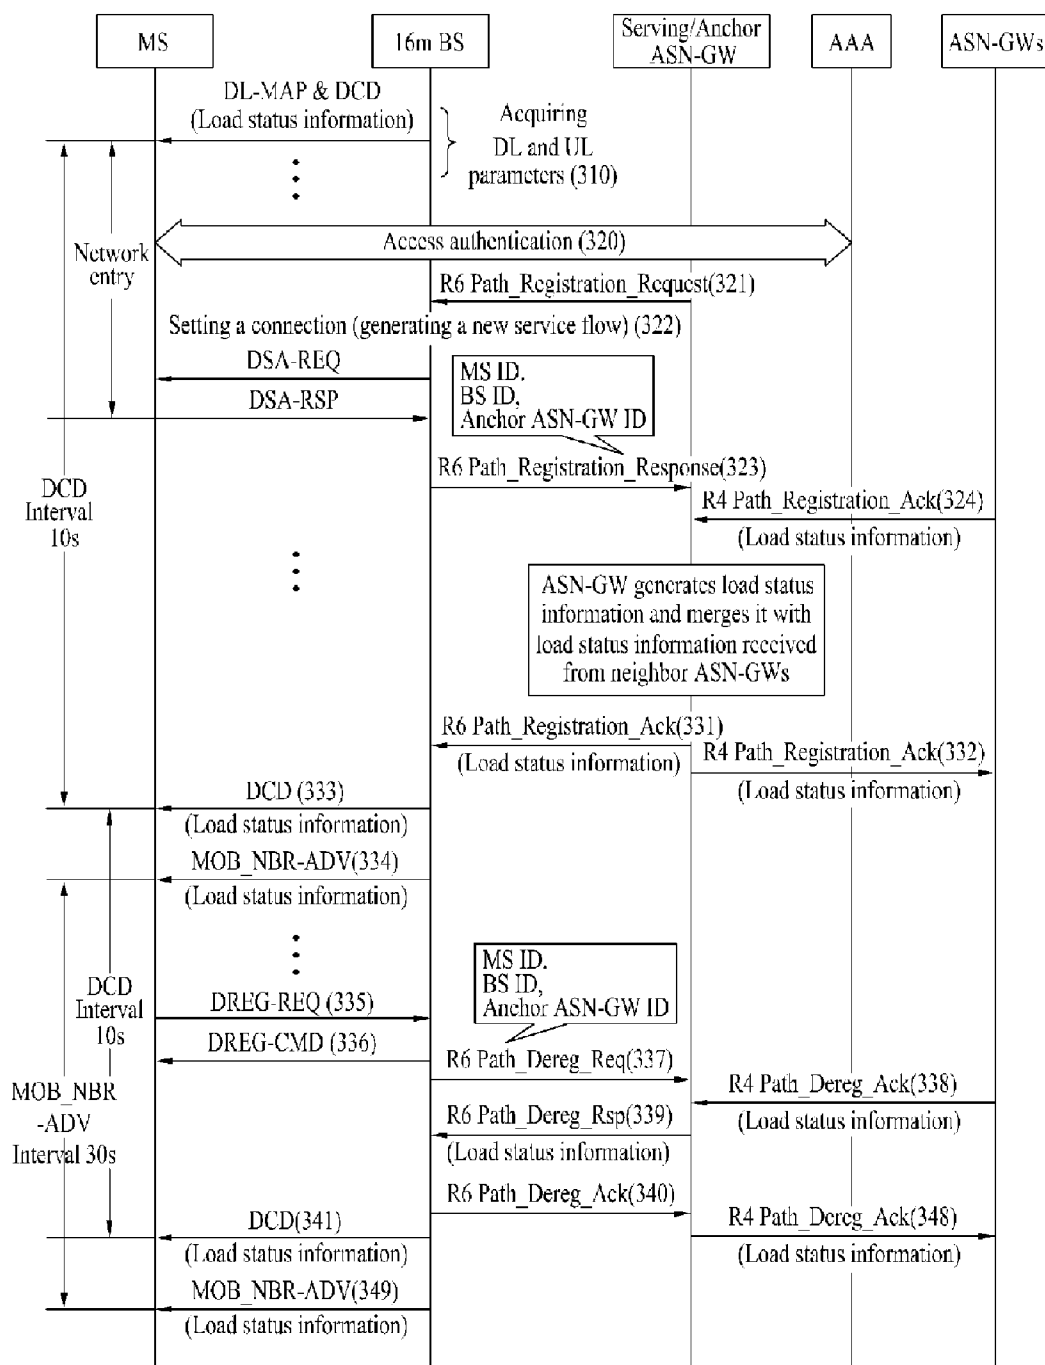 MS
16m BS
Serving/Anchor
ASN-GW
AAA
ASN-GWs
DL-MAP & DCD
(Load status information)
Acquiring
DL and UL
parameters (310)
Network
entry
Access authentication (320)
R6 Path_Registration_Request(321)
Setting a connection (generating a new service flow) (322)
DSA-REQ
DSA-RSP
MS ID.
BS ID,
Anchor ASN-GW ID
R6 Path_Registration_Response(323)
DCD
Interval
10s
R4 Path_Registration_Ack(324)
(Load status information)
ASN-GW generates load status
information and merges it with
load status information received
from neighbor ASN-GWs
R6 Path_Registration_Ack(331)
(Load status information)
R4 Path_Registration_Ack(332)
(Load status information)
DCD (333)
(Load status information)
MOB_NBR-ADV(334)
(Load status information)
MS ID.
BS ID,
Anchor ASN-GW ID
DCD
Interval
10s
DREG-REQ (335)
DREG-CMD (336)
R6 Path_Dereg_Req(337)
R4 Path_Dereg_Ack(338)
(Load status information)
MOB_NBR
-ADV
Interval 30s
R6 Path_Dereg_Rsp(339)
(Load status information)
R6 Path_Dereg_Ack(340)
DCD(341)
(Load status information)
R4 Path_Dereg_Ack(348)
(Load status information)
MOB_NBR-ADV(349)
(Load status information)